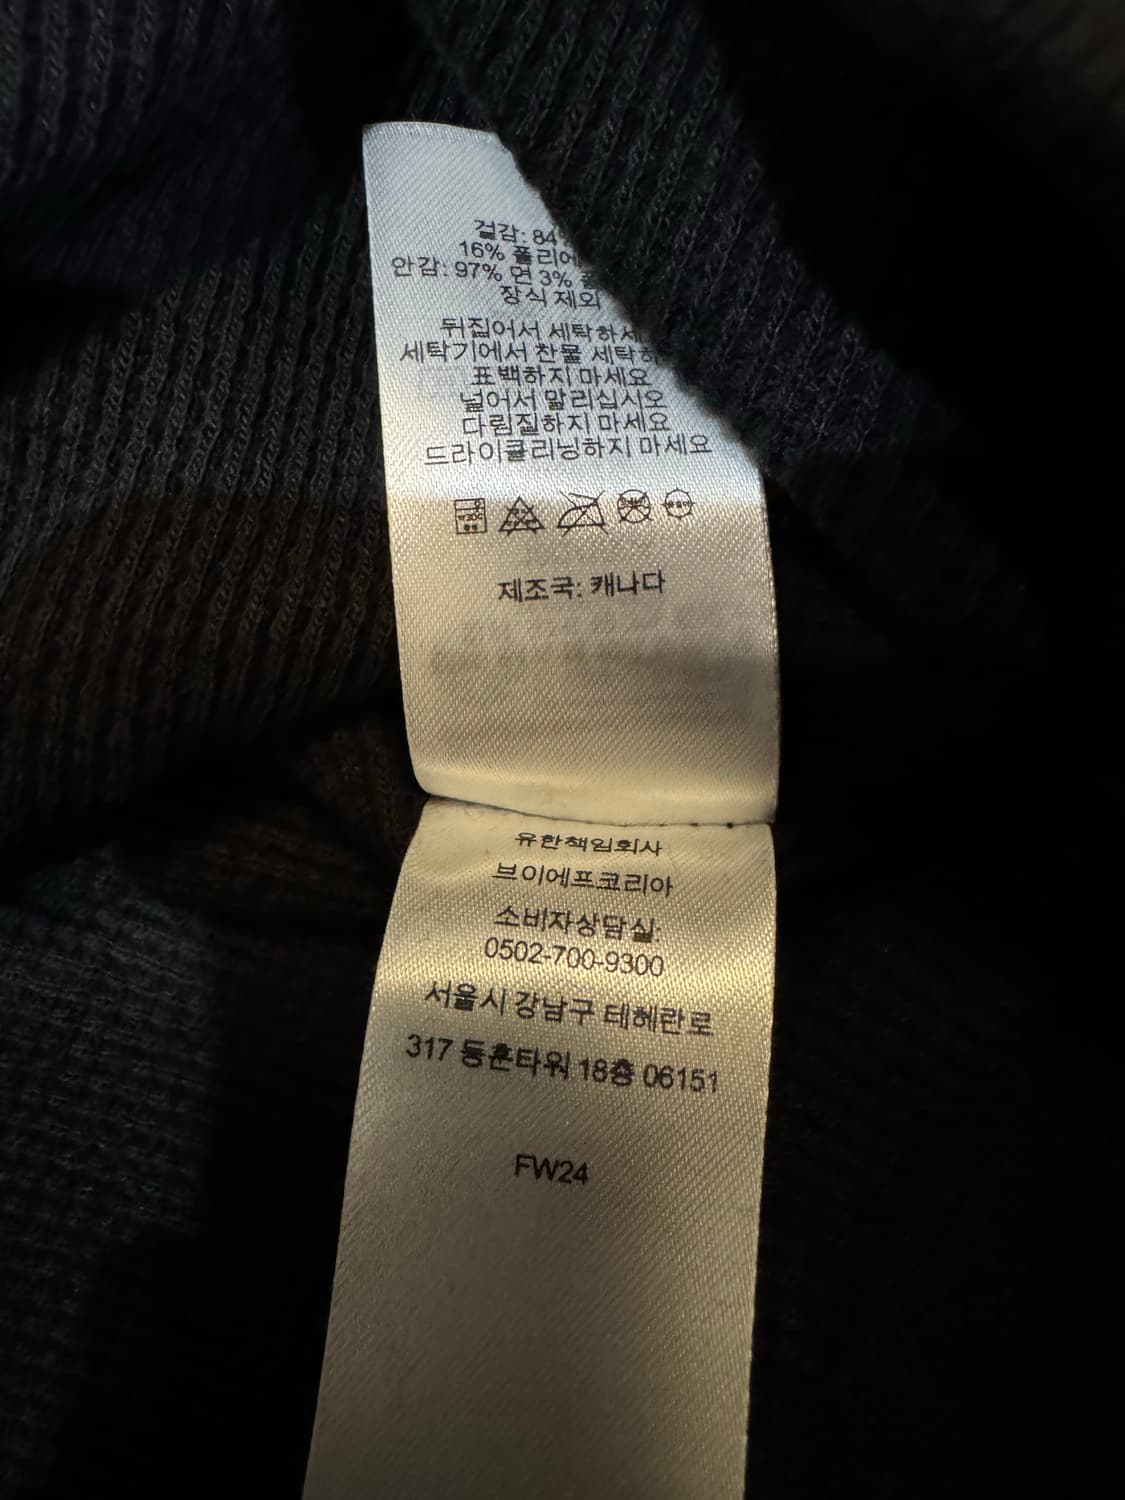 겉감: 84%
16% 폴리에
안감: 97% 면 3% 폴
장식 제외
뒤집어서 세탁하세
세탁기에서 찬물 세탁하
표백하지 마세요
널어서 말리십시오
다림질하지 마세요
드라이클리닝하지 마세요
제조국: 캐나다
유한책임회사
브이에프코리아
소비자상담실:
0502-700-9300
서울시 강남구 테헤란로
317 동훈타워 18층 06151
FW24